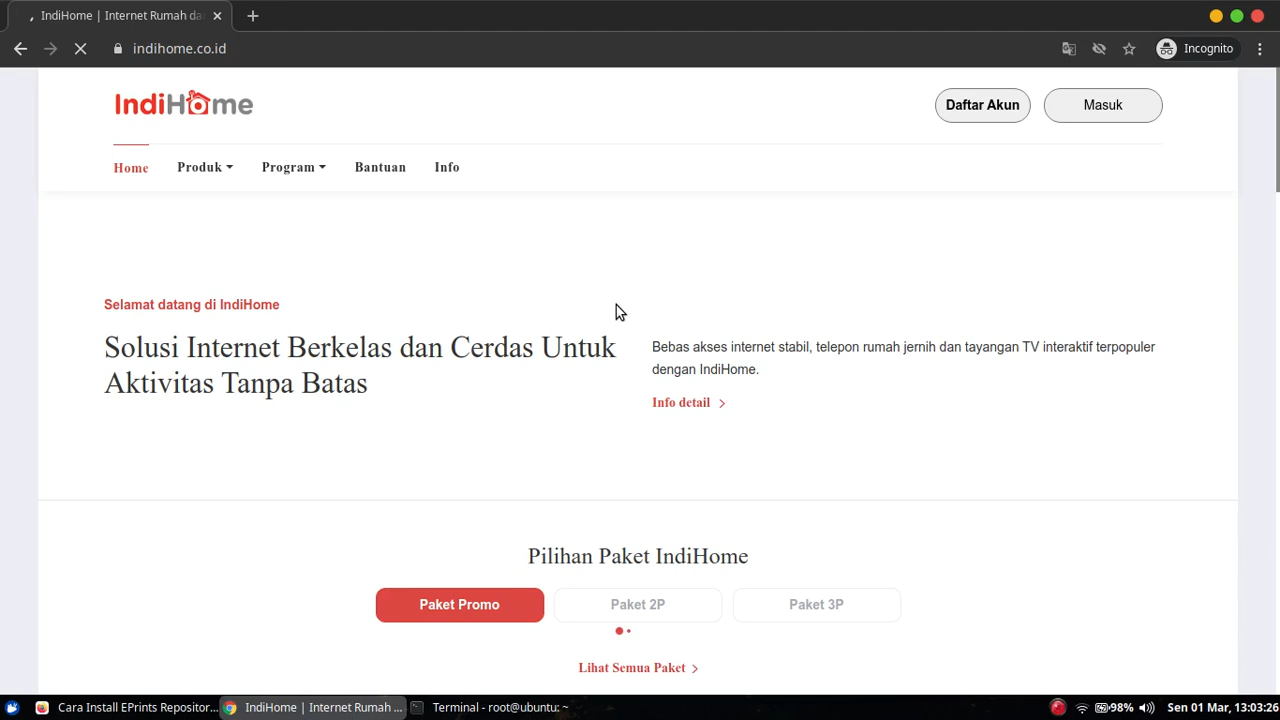 IndiHome | Internet Rumah da
indihome.co.id
Incognito
IndiHome
Daftar Akun
Masuk
Home Produk Program Bantuan Info
Selamat datang di IndiHome
Solusi Internet Berkelas dan Cerdas Untuk
Aktivitas Tanpa Batas
Bebas akses internet stabil, telepon rumah jernih dan tayangan TV interaktif terpopuler
dengan IndiHome.
Info detail
Pilihan Paket IndiHome
Paket Promo Paket 2P Paket 3P
Lihat Semua Paket
Cara Install EPrints Repositor... IndiHome | Internet Rumah ... Terminal - root@ubuntu: ~ 98% Sen 01 Mar, 13:03:26